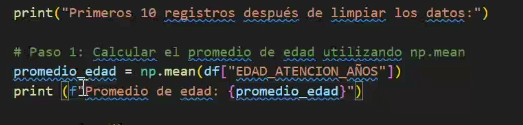 print("Primeros 10 registros después de limpiar los datos:")
# Paso 1: Calcular el promedio de edad utilizando np.mean
promedio_edad = np.mean(df["EDAD_ATENCION_AÑOS"])
print (f"Promedio de edad: {promedio_edad}")